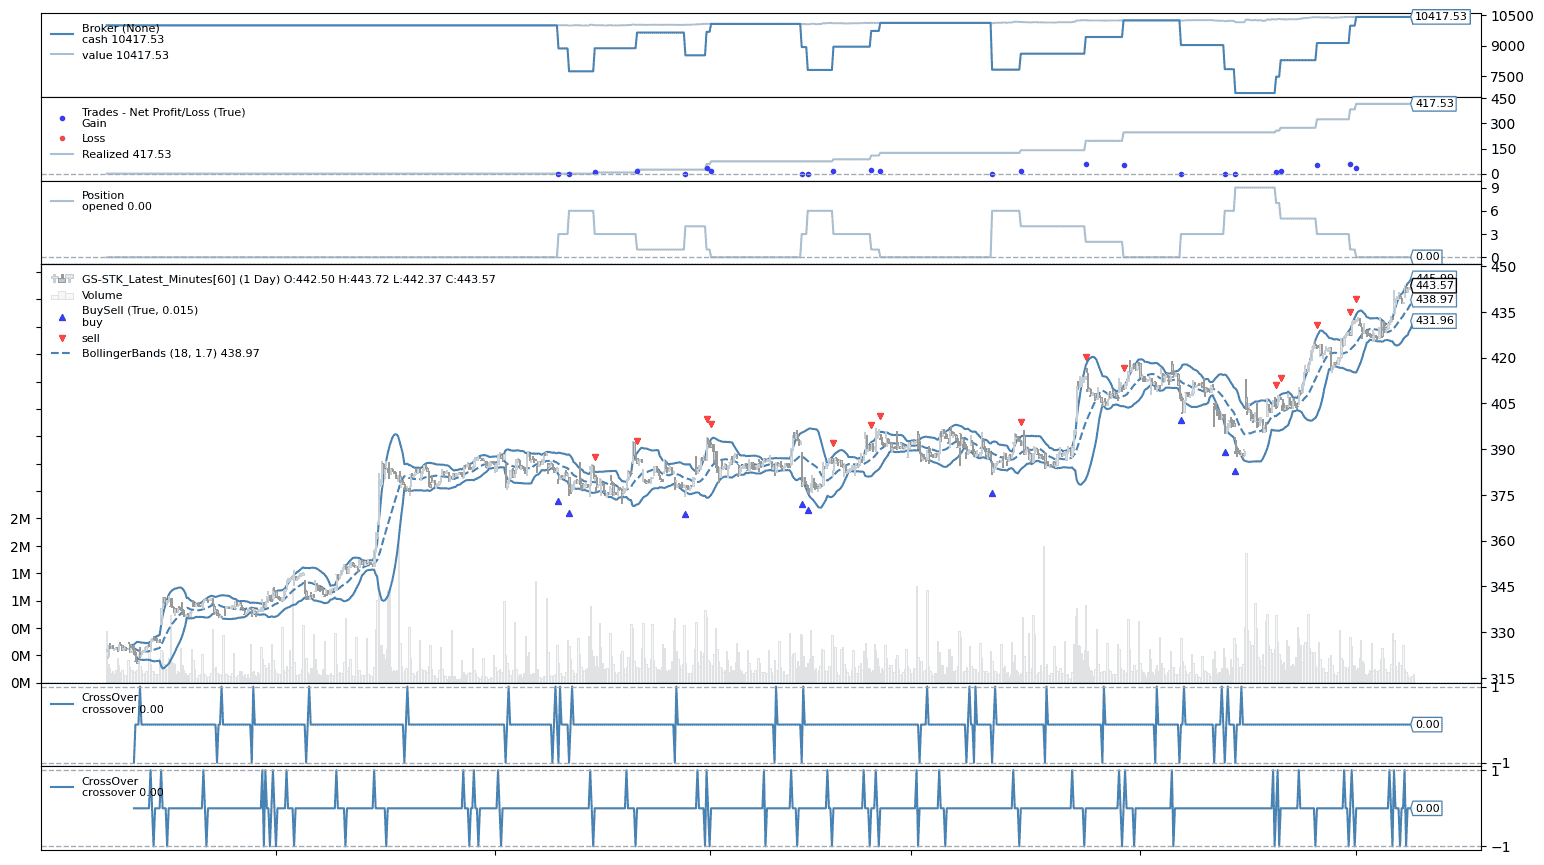 Broker (None)
cash 10417.53
value 10417.53
10417.53
10500
9000
7500
Trades - Net Profit/Loss (True)
Gain
Loss
Realized 417.53
417.53
450
300
150
0
Position
opened 0.00
0.00
9
6
3
0
GS-STK_Latest_Minutes[60] (1 Day) O:442.50 H:443.72 L:442.37 C:443.57
Volume
BuySell (True, 0.015)
buy
sell
BollingerBands (18, 1.7) 438.97
443.57
438.97
431.96
450
435
420
405
390
375
360
345
330
315
2M
2M
1M
1M
0M
0M
0M
CrossOver
crossover 0.00
0.00
1
−1
CrossOver
crossover 0.00
0.00
1
−1